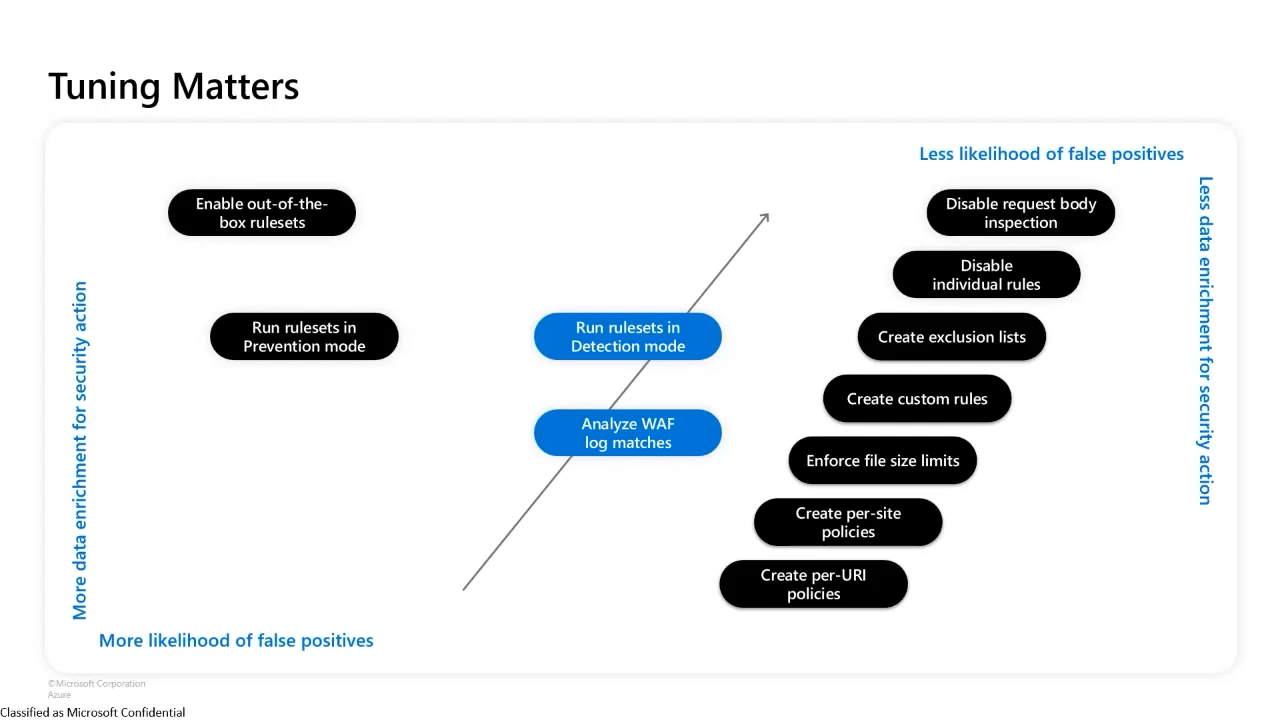 Tuning Matters
Less likelihood of false positives
Less data enrichment for security action
Enable out-of-the-
box rulesets
Run rulesets in
Prevention mode
More data enrichment for security action
More likelihood of false positives
Run rulesets in
Detection mode
Analyze WAF
log matches
Disable request body
inspection
Disable
individual rules
Create exclusion lists
Create custom rules
Enforce file size limits
Create per-site
policies
Create per-URI
policies
©Microsoft Corporation
Azure
Classified as Microsoft Confidential